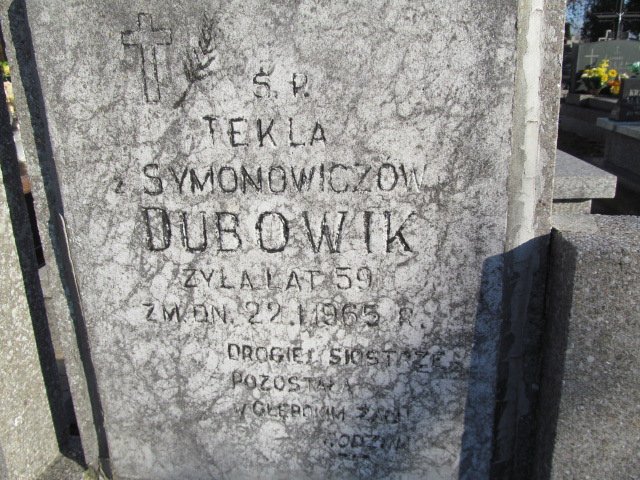 Ś. P.
TEKLA
z SYMONOWICZÓW
DUBOWIK
ŻYŁA LAT 59
ZM. DN. 22.I.1965 R.
DROGIEJ SIOSTRZE
POZOSTAŁA
W GŁĘBOKIM ŻALU
RODZINA